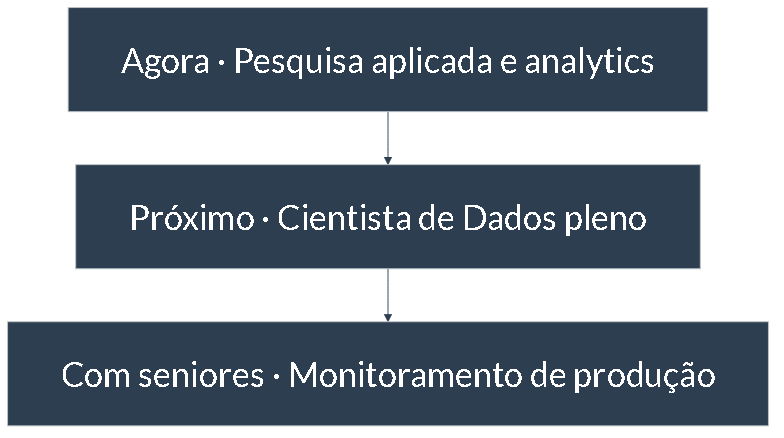 Agora · Pesquisa aplicada e analytics
Próximo · Cientista de Dados pleno
Com seniores · Monitoramento de produção